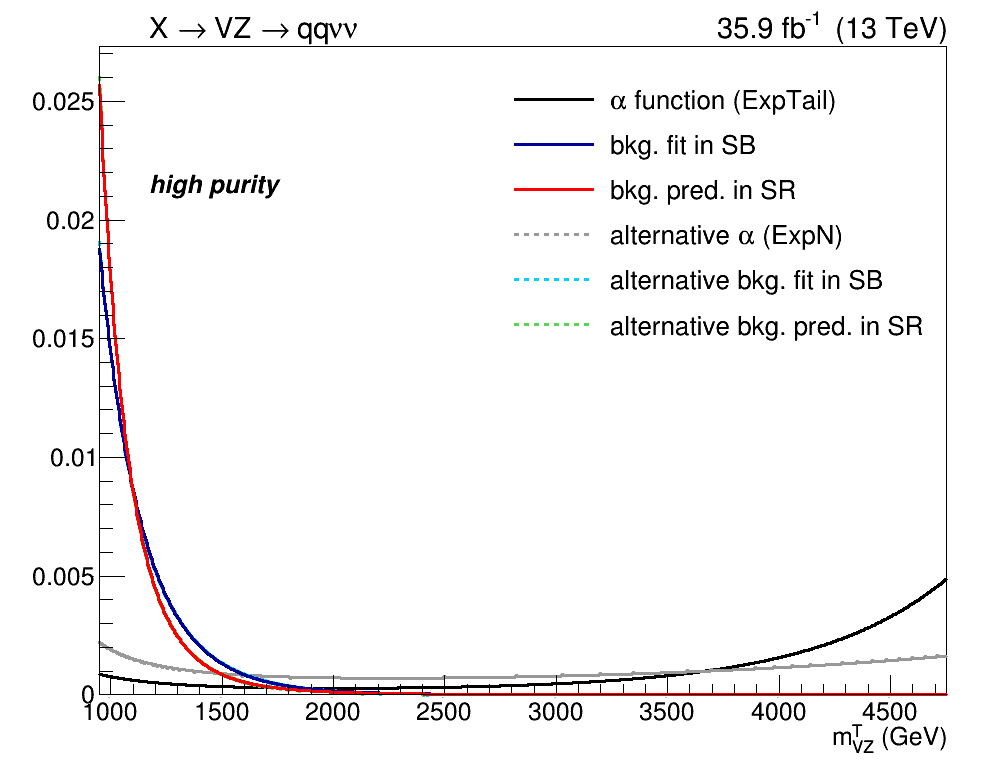 X → VZ → qqνν
35.9 fb⁻¹ (13 TeV)
0.025
0.02
0.015
0.01
0.005
0
high purity
α function (ExpTail)
bkg. fit in SB
bkg. pred. in SR
alternative α (ExpN)
alternative bkg. fit in SB
alternative bkg. pred. in SR
1000 1500 2000 2500 3000 3500 4000 4500
m^T_VZ (GeV)